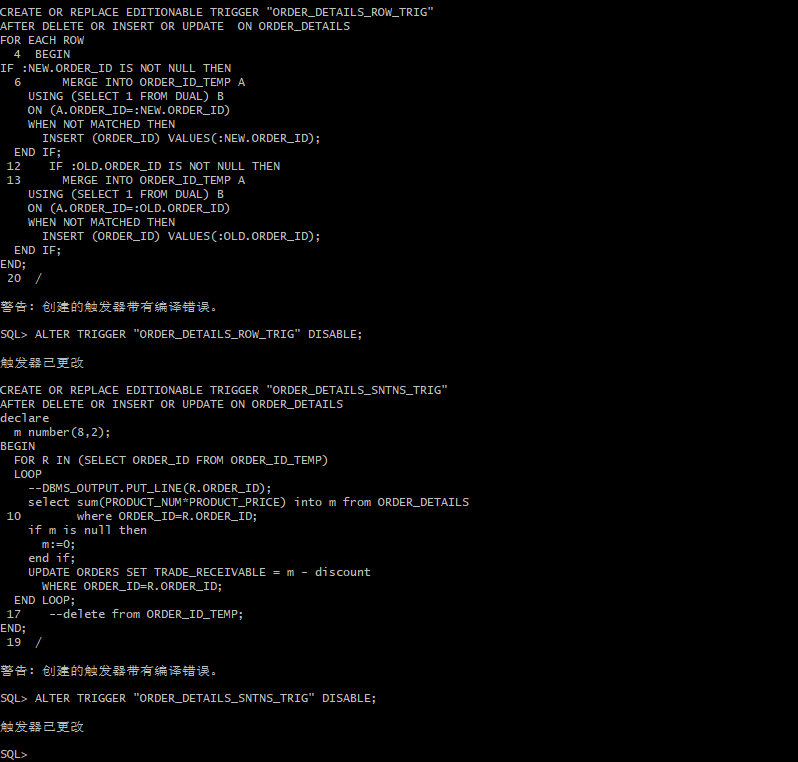 CREATE OR REPLACE EDITIONABLE TRIGGER "ORDER_DETAILS_ROW_TRIG"
AFTER DELETE OR INSERT OR UPDATE  ON ORDER_DETAILS
FOR EACH ROW
  4  BEGIN
IF :NEW.ORDER_ID IS NOT NULL THEN
  6      MERGE INTO ORDER_ID_TEMP A
    USING (SELECT 1 FROM DUAL) B
    ON (A.ORDER_ID=:NEW.ORDER_ID)
    WHEN NOT MATCHED THEN
      INSERT (ORDER_ID) VALUES(:NEW.ORDER_ID);
  END IF;
 12    IF :OLD.ORDER_ID IS NOT NULL THEN
 13      MERGE INTO ORDER_ID_TEMP A
    USING (SELECT 1 FROM DUAL) B
    ON (A.ORDER_ID=:OLD.ORDER_ID)
    WHEN NOT MATCHED THEN
      INSERT (ORDER_ID) VALUES(:OLD.ORDER_ID);
  END IF;
END;
 20  /
警告: 创建的触发器带有编译错误。
SQL> ALTER TRIGGER "ORDER_DETAILS_ROW_TRIG" DISABLE;
触发器已更改
CREATE OR REPLACE EDITIONABLE TRIGGER "ORDER_DETAILS_SNTNS_TRIG"
AFTER DELETE OR INSERT OR UPDATE ON ORDER_DETAILS
declare
  m number(8,2);
BEGIN
  FOR R IN (SELECT ORDER_ID FROM ORDER_ID_TEMP)
  LOOP
    --DBMS_OUTPUT.PUT_LINE(R.ORDER_ID);
    select sum(PRODUCT_NUM*PRODUCT_PRICE) into m from ORDER_DETAILS
 10        where ORDER_ID=R.ORDER_ID;
    if m is null then
      m:=0;
    end if;
    UPDATE ORDERS SET TRADE_RECEIVABLE = m - discount
      WHERE ORDER_ID=R.ORDER_ID;
  END LOOP;
 17    --delete from ORDER_ID_TEMP;
END;
 19  /
警告: 创建的触发器带有编译错误。
SQL> ALTER TRIGGER "ORDER_DETAILS_SNTNS_TRIG" DISABLE;
触发器已更改
SQL>